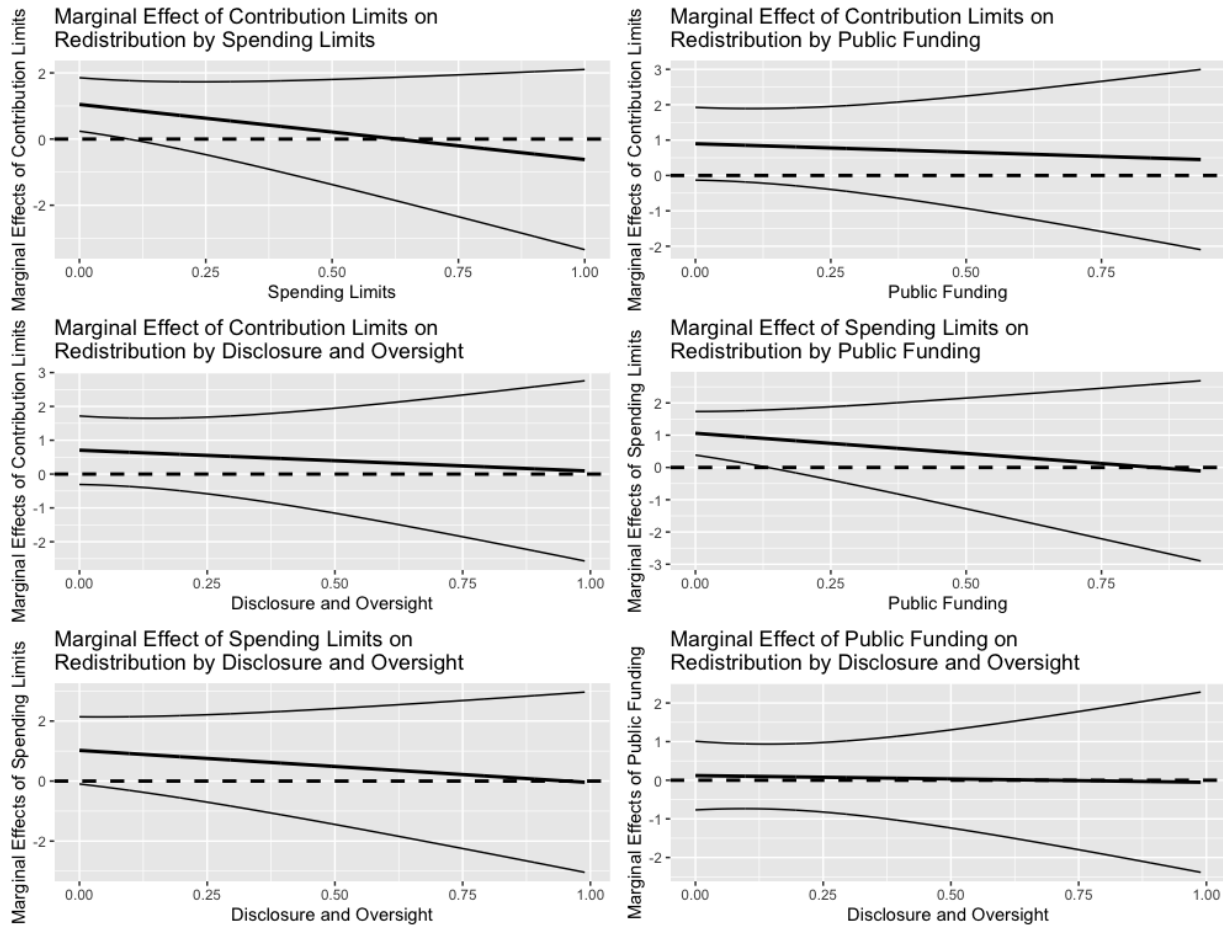 Marginal Effect of Contribution Limits on
Redistribution by Spending Limits
Marginal Effects of Contribution Limits
2
0
-2
0.00 0.25 0.50 0.75 1.00
Spending Limits
Marginal Effect of Contribution Limits on
Redistribution by Public Funding
Marginal Effects of Contribution Limits
3
2
1
0
-1
-2
0.00 0.25 0.50 0.75
Public Funding
Marginal Effect of Contribution Limits on
Redistribution by Disclosure and Oversight
Marginal Effects of Contribution Limits
3
2
1
0
-1
-2
0.00 0.25 0.50 0.75 1.00
Disclosure and Oversight
Marginal Effect of Spending Limits on
Redistribution by Public Funding
Marginal Effects of Spending Limits
2
1
0
-1
-2
-3
0.00 0.25 0.50 0.75
Public Funding
Marginal Effect of Spending Limits on
Redistribution by Disclosure and Oversight
Marginal Effects of Spending Limits
2
0
-2
0.00 0.25 0.50 0.75 1.00
Disclosure and Oversight
Marginal Effect of Public Funding on
Redistribution by Disclosure and Oversight
Marginal Effects of Public Funding
2
1
0
-1
-2
0.00 0.25 0.50 0.75 1.00
Disclosure and Oversight